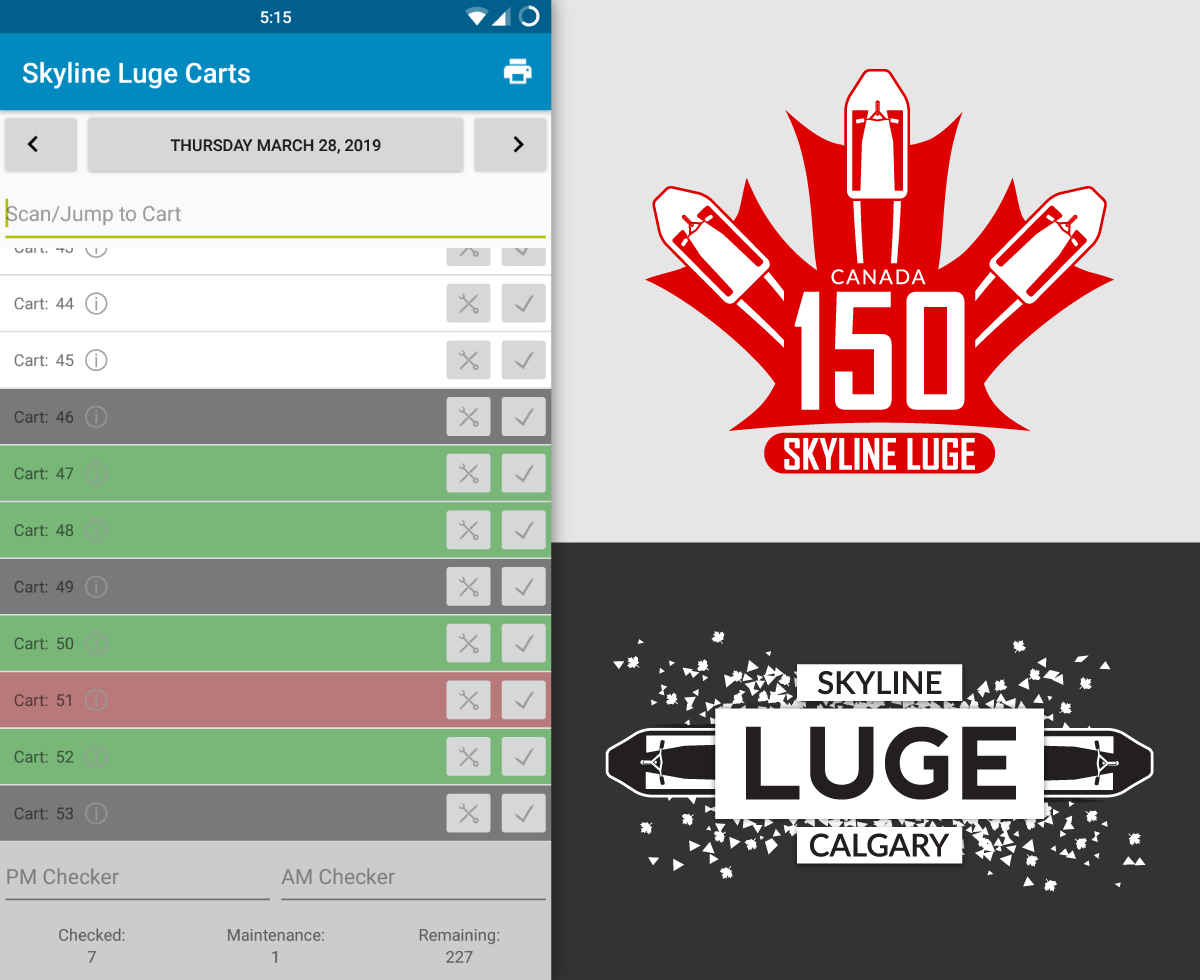 5:15
Skyline Luge Carts
THURSDAY MARCH 28, 2019
Scan/Jump to Cart
Cart: 43
Cart: 44
Cart: 45
Cart: 46
Cart: 47
Cart: 48
Cart: 49
Cart: 50
Cart: 51
Cart: 52
Cart: 53
PM Checker
AM Checker
Checked:
7
Maintenance:
1
Remaining:
227
CANADA
150
SKYLINE LUGE
SKYLINE
LUGE
CALGARY